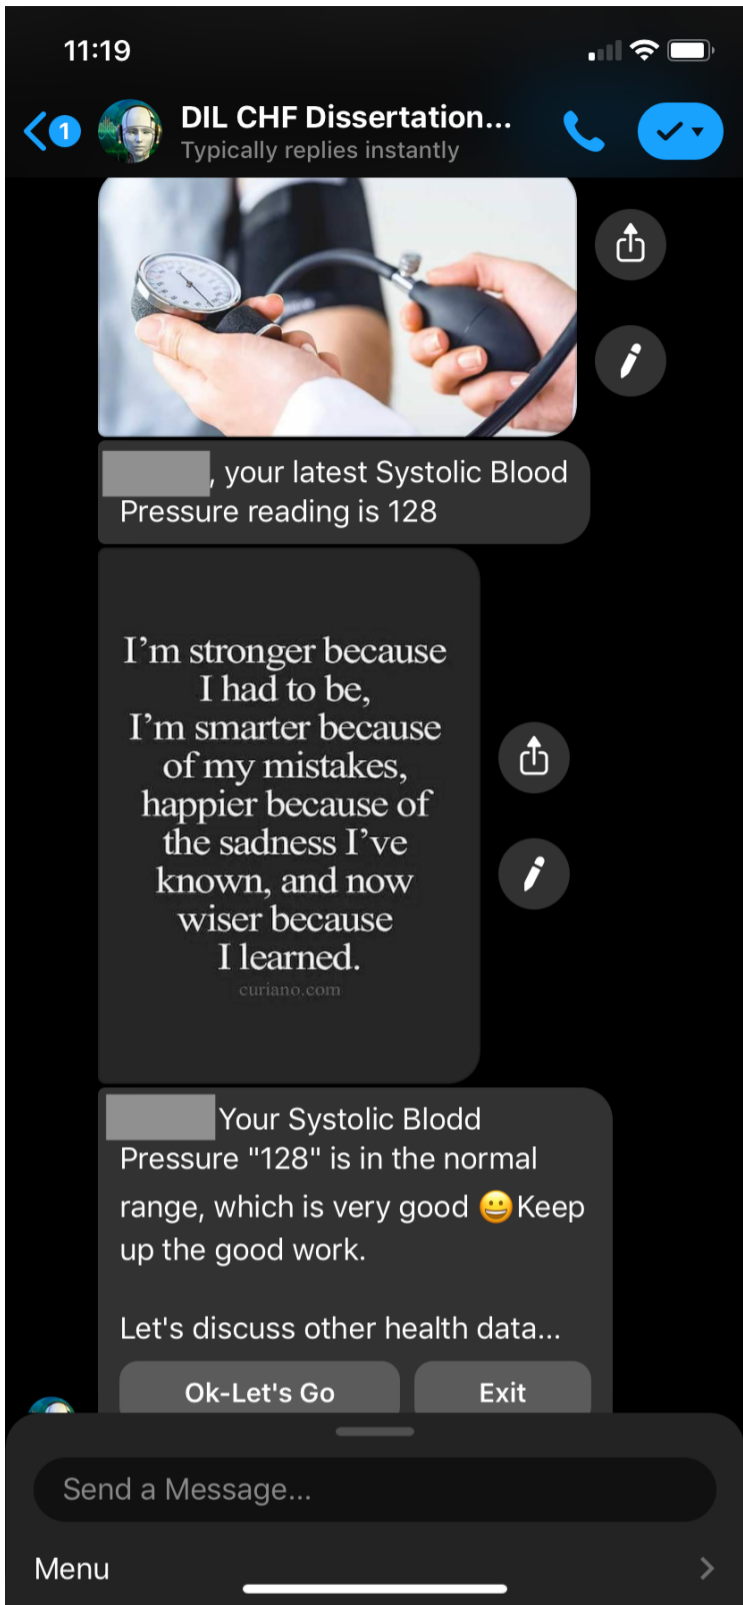 11:19
1
DIL CHF Dissertation...
Typically replies instantly
, your latest Systolic Blood
Pressure reading is 128
I'm stronger because
I had to be,
I'm smarter because
of my mistakes,
happier because of
the sadness I've
known, and now
wiser because
I learned.
curiano.com
Your Systolic Blodd
Pressure "128" is in the normal
range, which is very good 😀Keep
up the good work.
Let's discuss other health data...
Ok-Let's Go Exit
Send a Message...
Menu